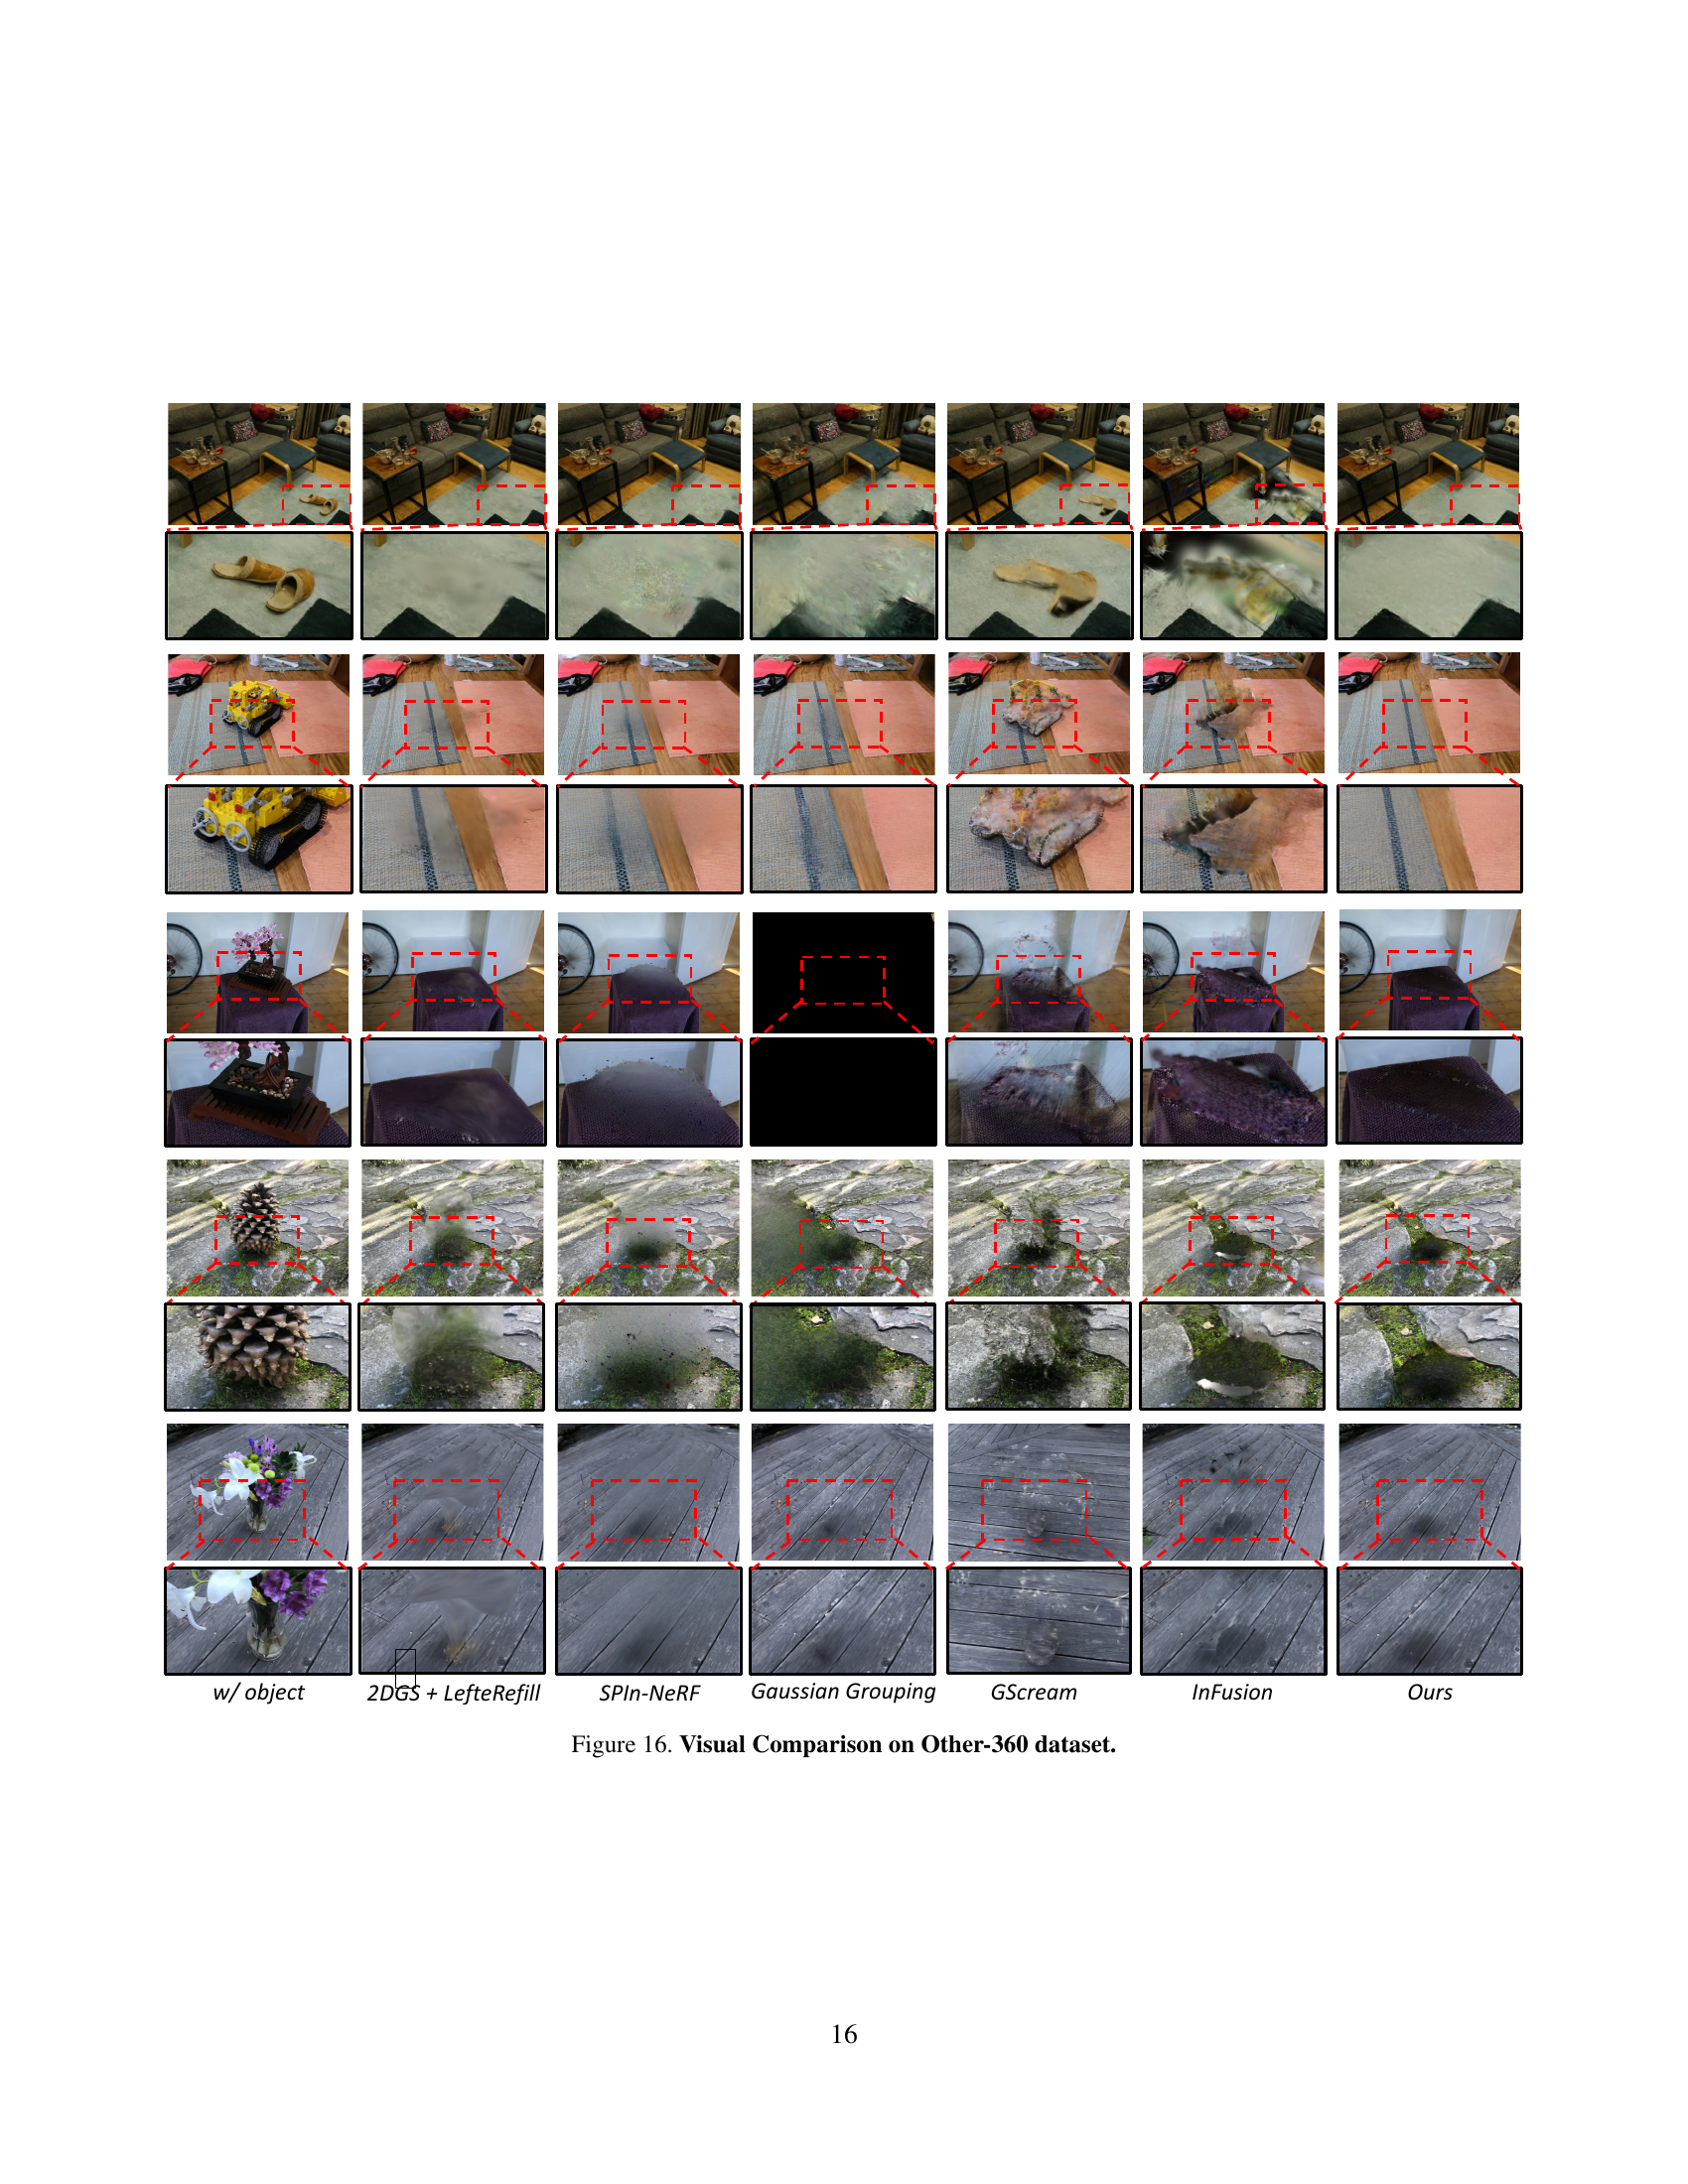 w/ object
2DGS + LefteRefill
SPIn-NeRF
Gaussian Grouping
GScream
InFusion
Ours
Figure 16. Visual Comparison on Other-360 dataset.
16